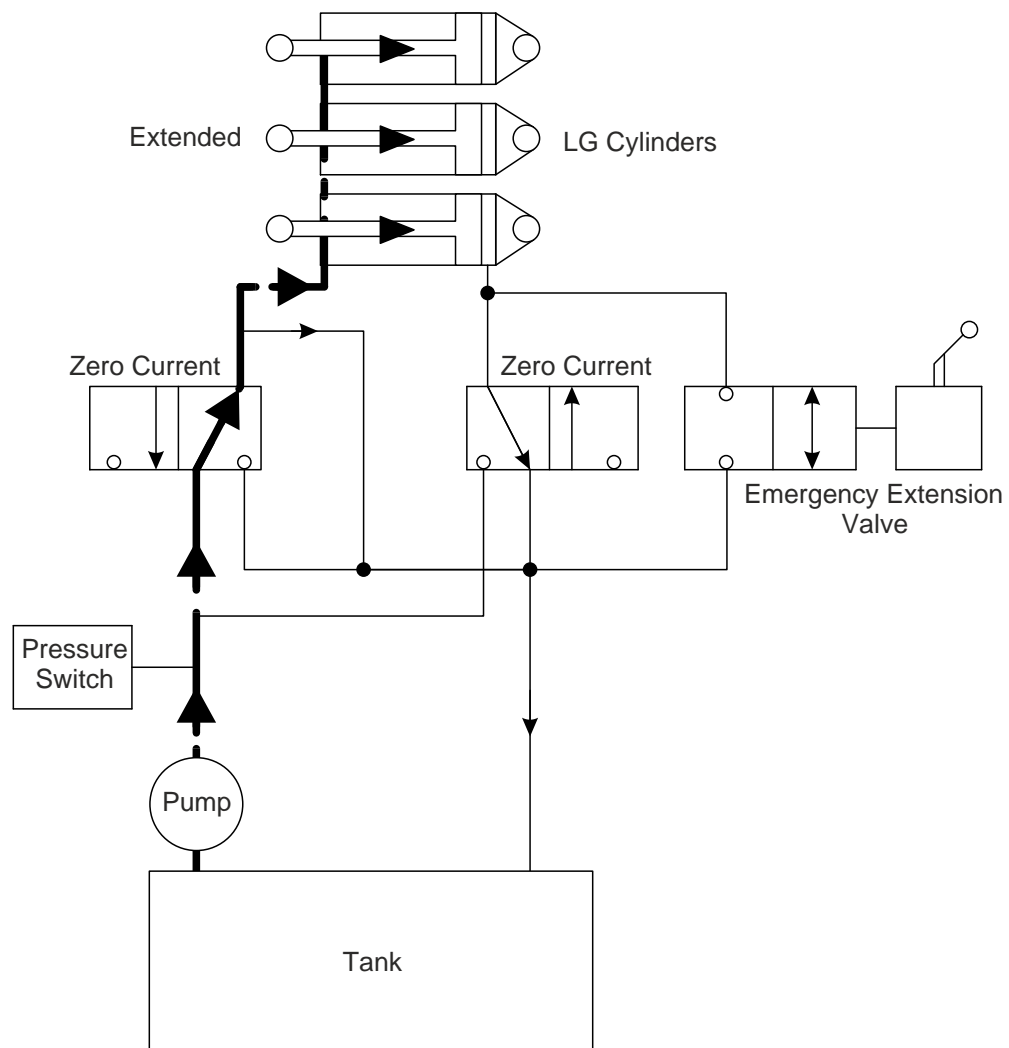 Extended
LG Cylinders
Zero Current
Zero Current
Emergency Extension
Valve
Pressure
Switch
Pump
Tank